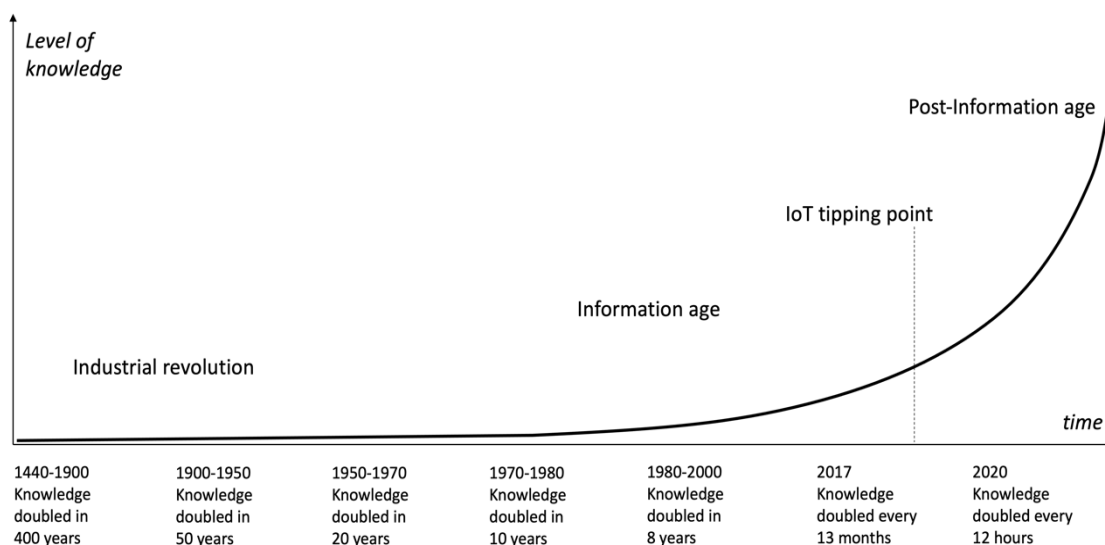 Level of
knowledge
Post-Information age
IoT tipping point
Information age
Industrial revolution
time
1440-1900
Knowledge
doubled in
400 years
1900-1950
Knowledge
doubled in
50 years
1950-1970
Knowledge
doubled in
20 years
1970-1980
Knowledge
doubled in
10 years
1980-2000
Knowledge
doubled in
8 years
2017
Knowledge
doubled every
13 months
2020
Knowledge
doubled every
12 hours